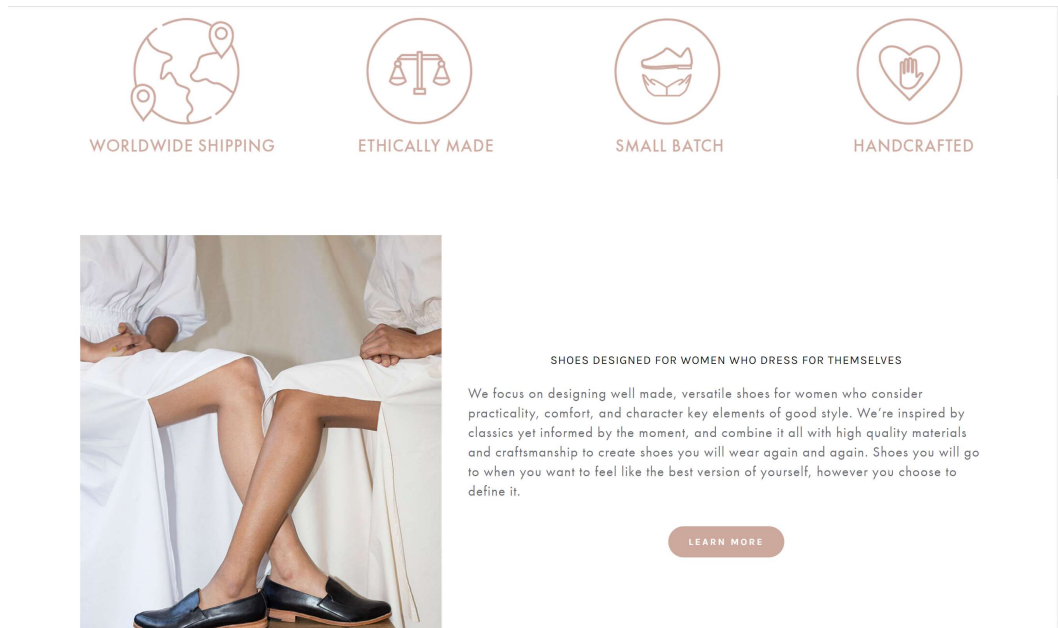 WORLDWIDE SHIPPING
ETHICALLY MADE
SMALL BATCH
HANDCRAFTED
SHOES DESIGNED FOR WOMEN WHO DRESS FOR THEMSELVES
We focus on designing well made, versatile shoes for women who consider
practicality, comfort, and character key elements of good style. We’re inspired by
classics yet informed by the moment, and combine it all with high quality materials
and craftsmanship to create shoes you will wear again and again. Shoes you will go
to when you want to feel like the best version of yourself, however you choose to
define it.
LEARN MORE